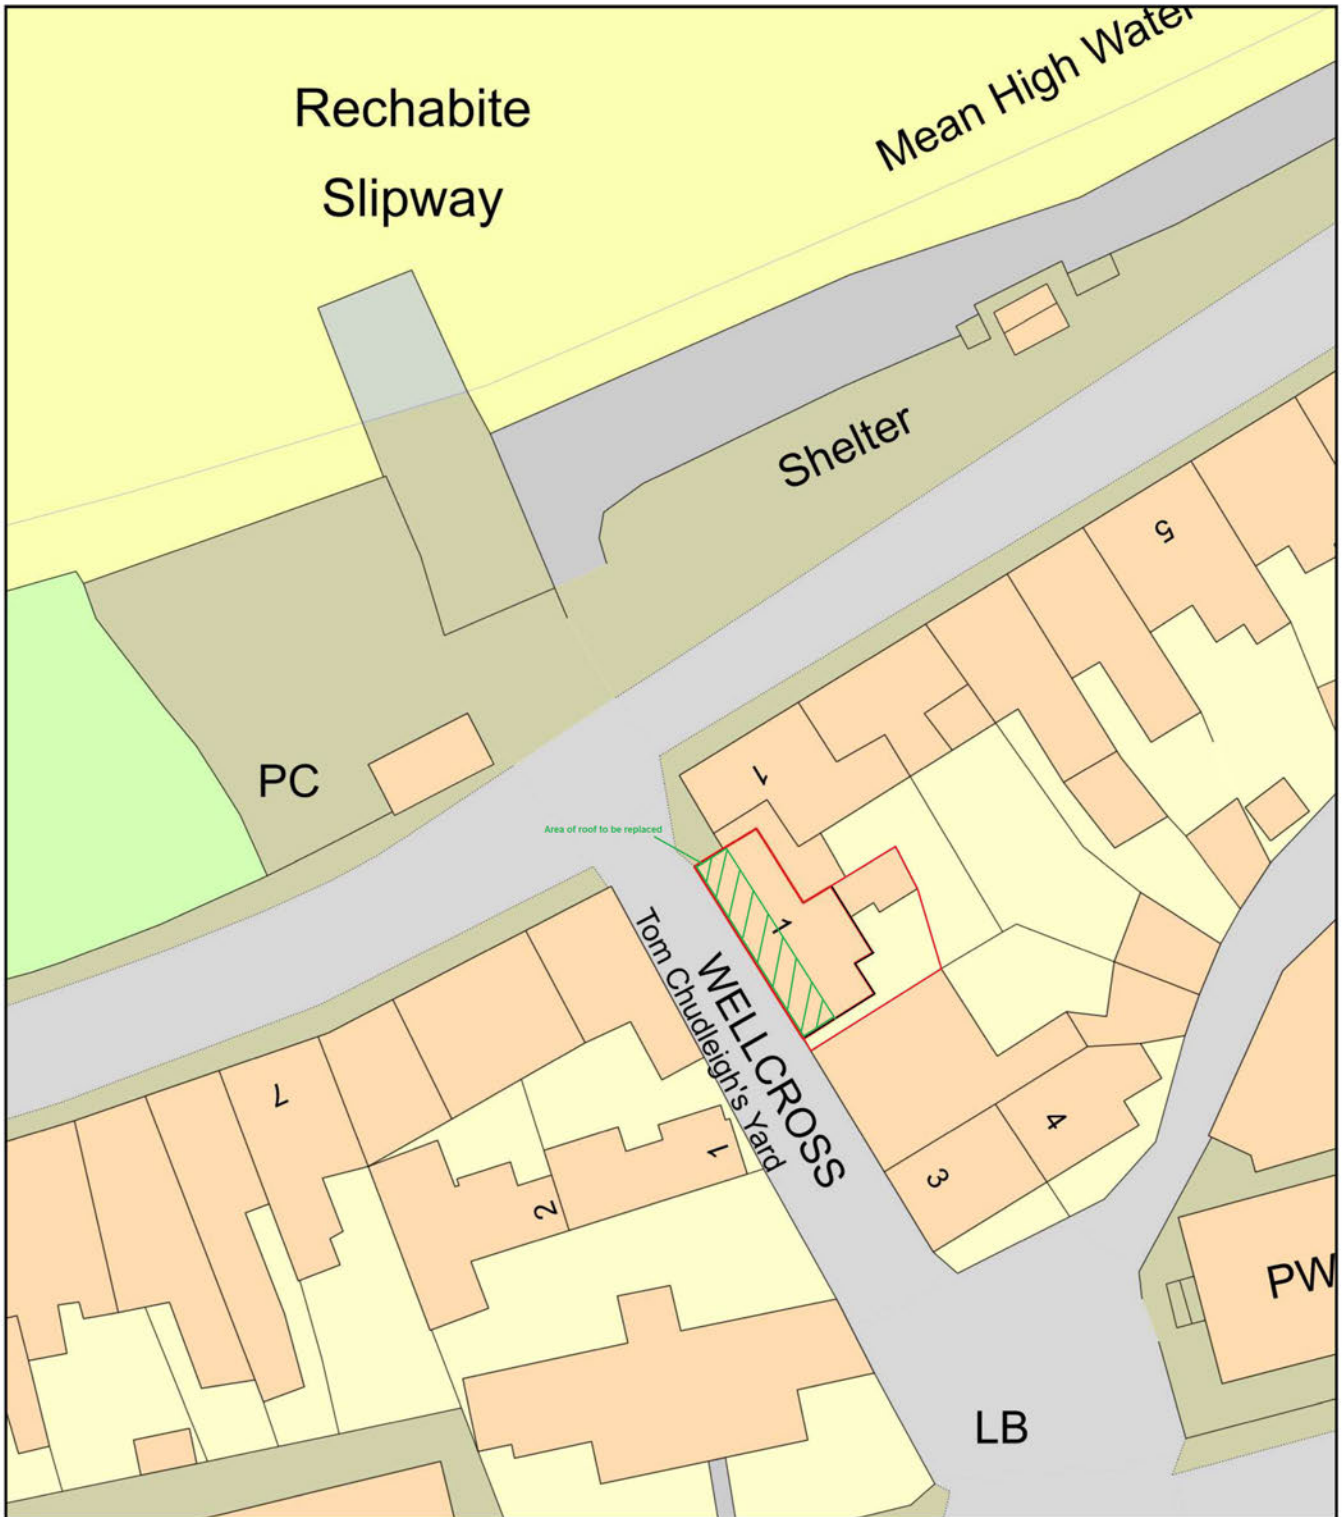 Rechabite
Slipway
Mean High Water
Shelter
5
PC
1
Area of roof to be replaced
1
WELLCROSS
Tom Chudleigh's Yard
7
1
2
4
3
PW
LB